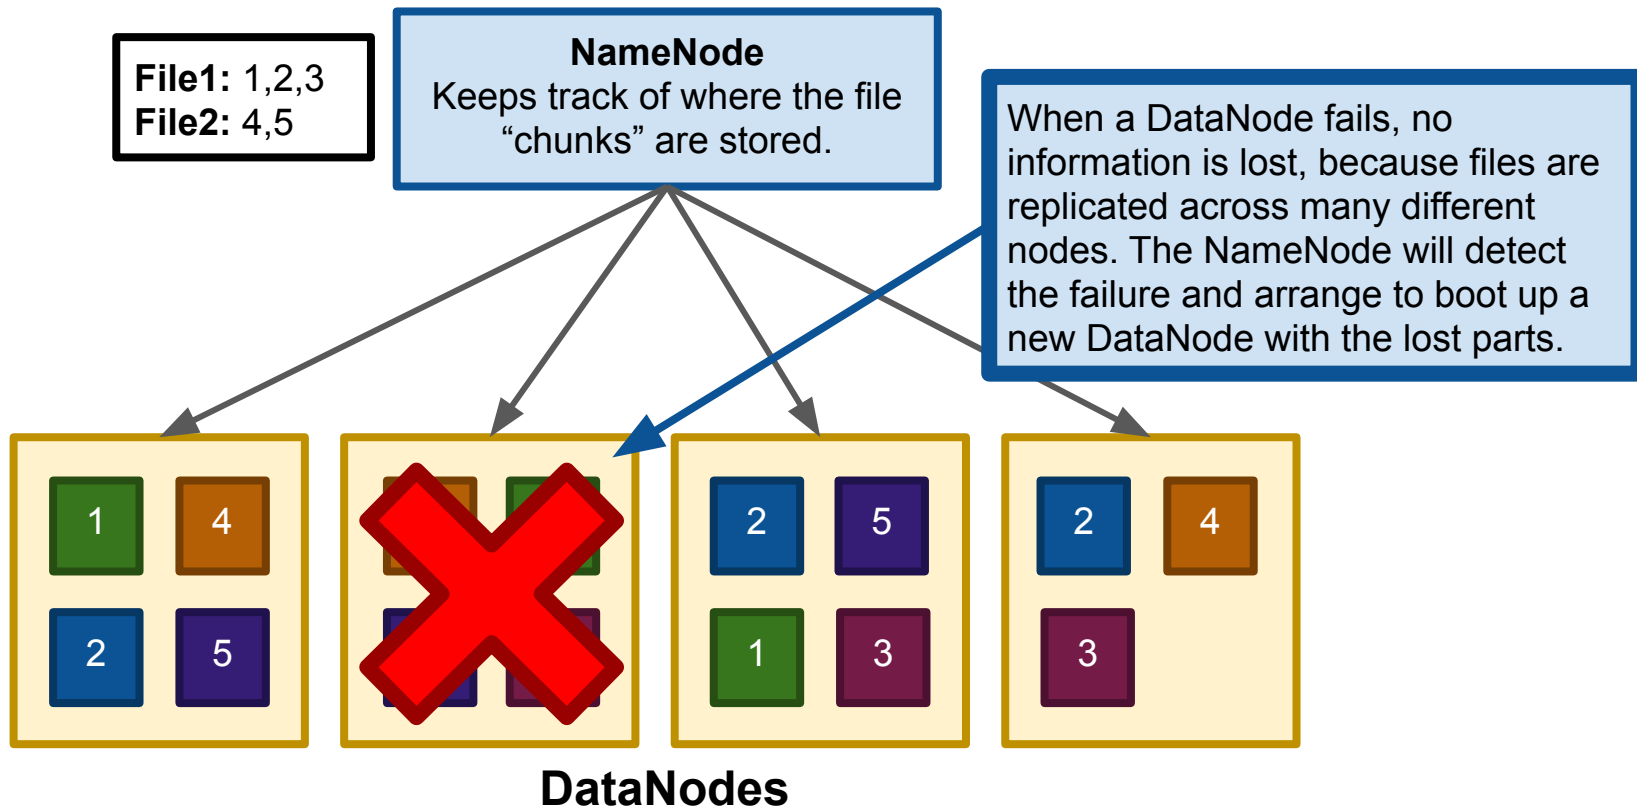 File1: 1,2,3
File2: 4,5
NameNode
Keeps track of where the file
“chunks” are stored.
When a DataNode fails, no
information is lost, because files are
replicated across many different
nodes. The NameNode will detect
the failure and arrange to boot up a
new DataNode with the lost parts.
1 4
2 5
2 5
1 3
2 4
3
DataNodes